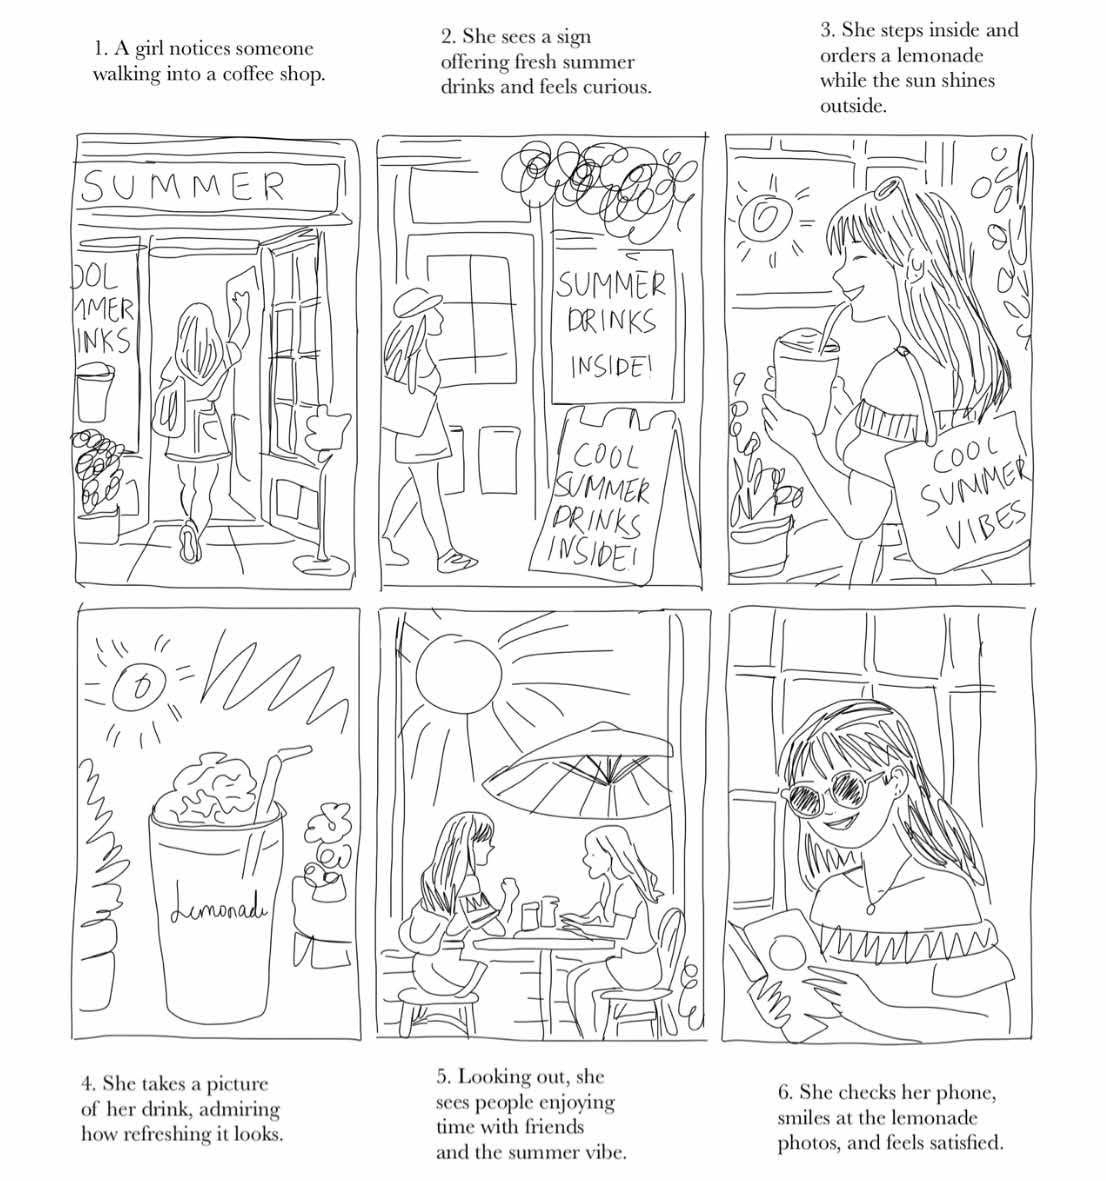 1. A girl notices someone
walking into a coffee shop.
2. She sees a sign
offering fresh summer
drinks and feels curious.
3. She steps inside and
orders a lemonade
while the sun shines
outside.
SUMMER
OOL
MMER
INKS
SUMMER
DRINKS
INSIDE!
COOL
SUMMER
DRINKS
INSIDE!
COOL
SUMMER
VIBES
Lemonade
4. She takes a picture
of her drink, admiring
how refreshing it looks.
5. Looking out, she
sees people enjoying
time with friends
and the summer vibe.
6. She checks her phone,
smiles at the lemonade
photos, and feels satisfied.